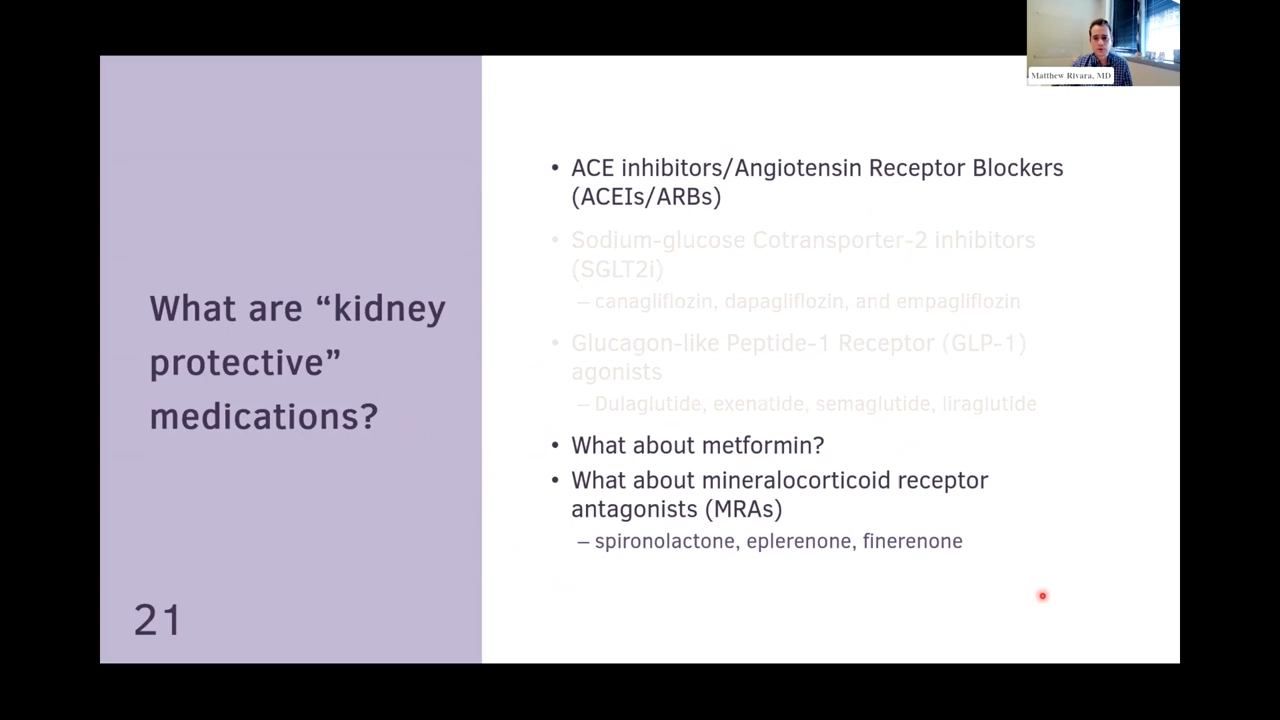 Matthew Rivara, MD
What are “kidney
protective”
medications?
21
• ACE inhibitors/Angiotensin Receptor Blockers
(ACEIs/ARBs)
• Sodium-glucose Cotransporter-2 inhibitors
(SGLT2i)
– canagliflozin, dapagliflozin, and empagliflozin
• Glucagon-like Peptide-1 Receptor (GLP-1)
agonists
– Dulaglutide, exenatide, semaglutide, liraglutide
• What about metformin?
• What about mineralocorticoid receptor
antagonists (MRAs)
– spironolactone, eplerenone, finerenone